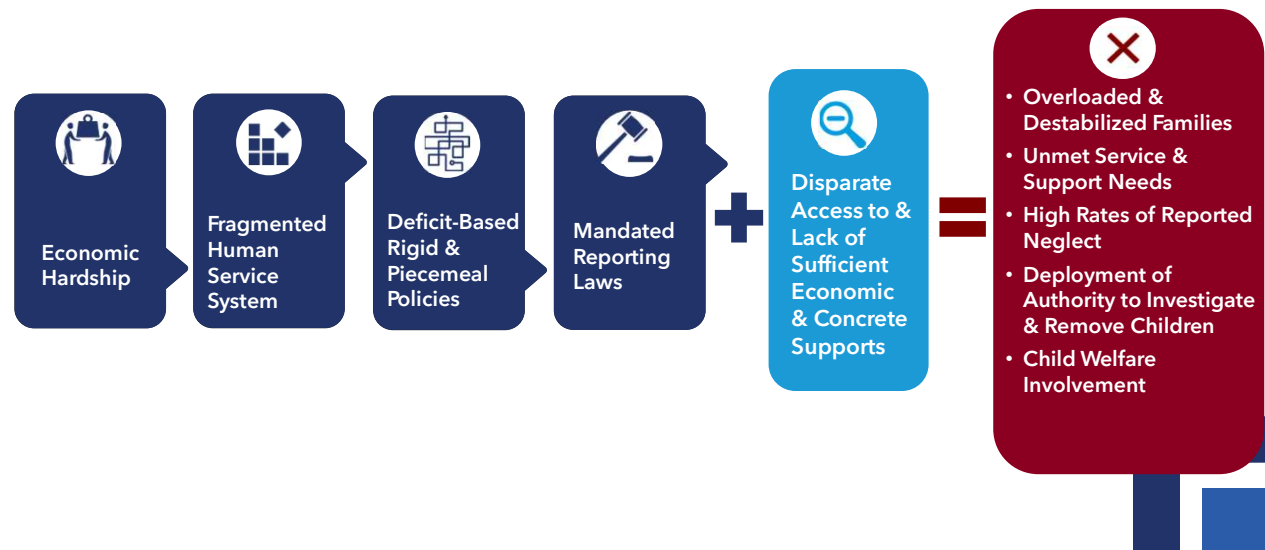 Economic
Hardship
Fragmented
Human
Service
System
Deficit-Based
Rigid &
Piecemeal
Policies
Mandated
Reporting
Laws
Disparate
Access to &
Lack of
Sufficient
Economic
& Concrete
Supports
• Overloaded &
Destabilized Families
• Unmet Service &
Support Needs
• High Rates of Reported
Neglect
• Deployment of
Authority to Investigate
& Remove Children
• Child Welfare
Involvement